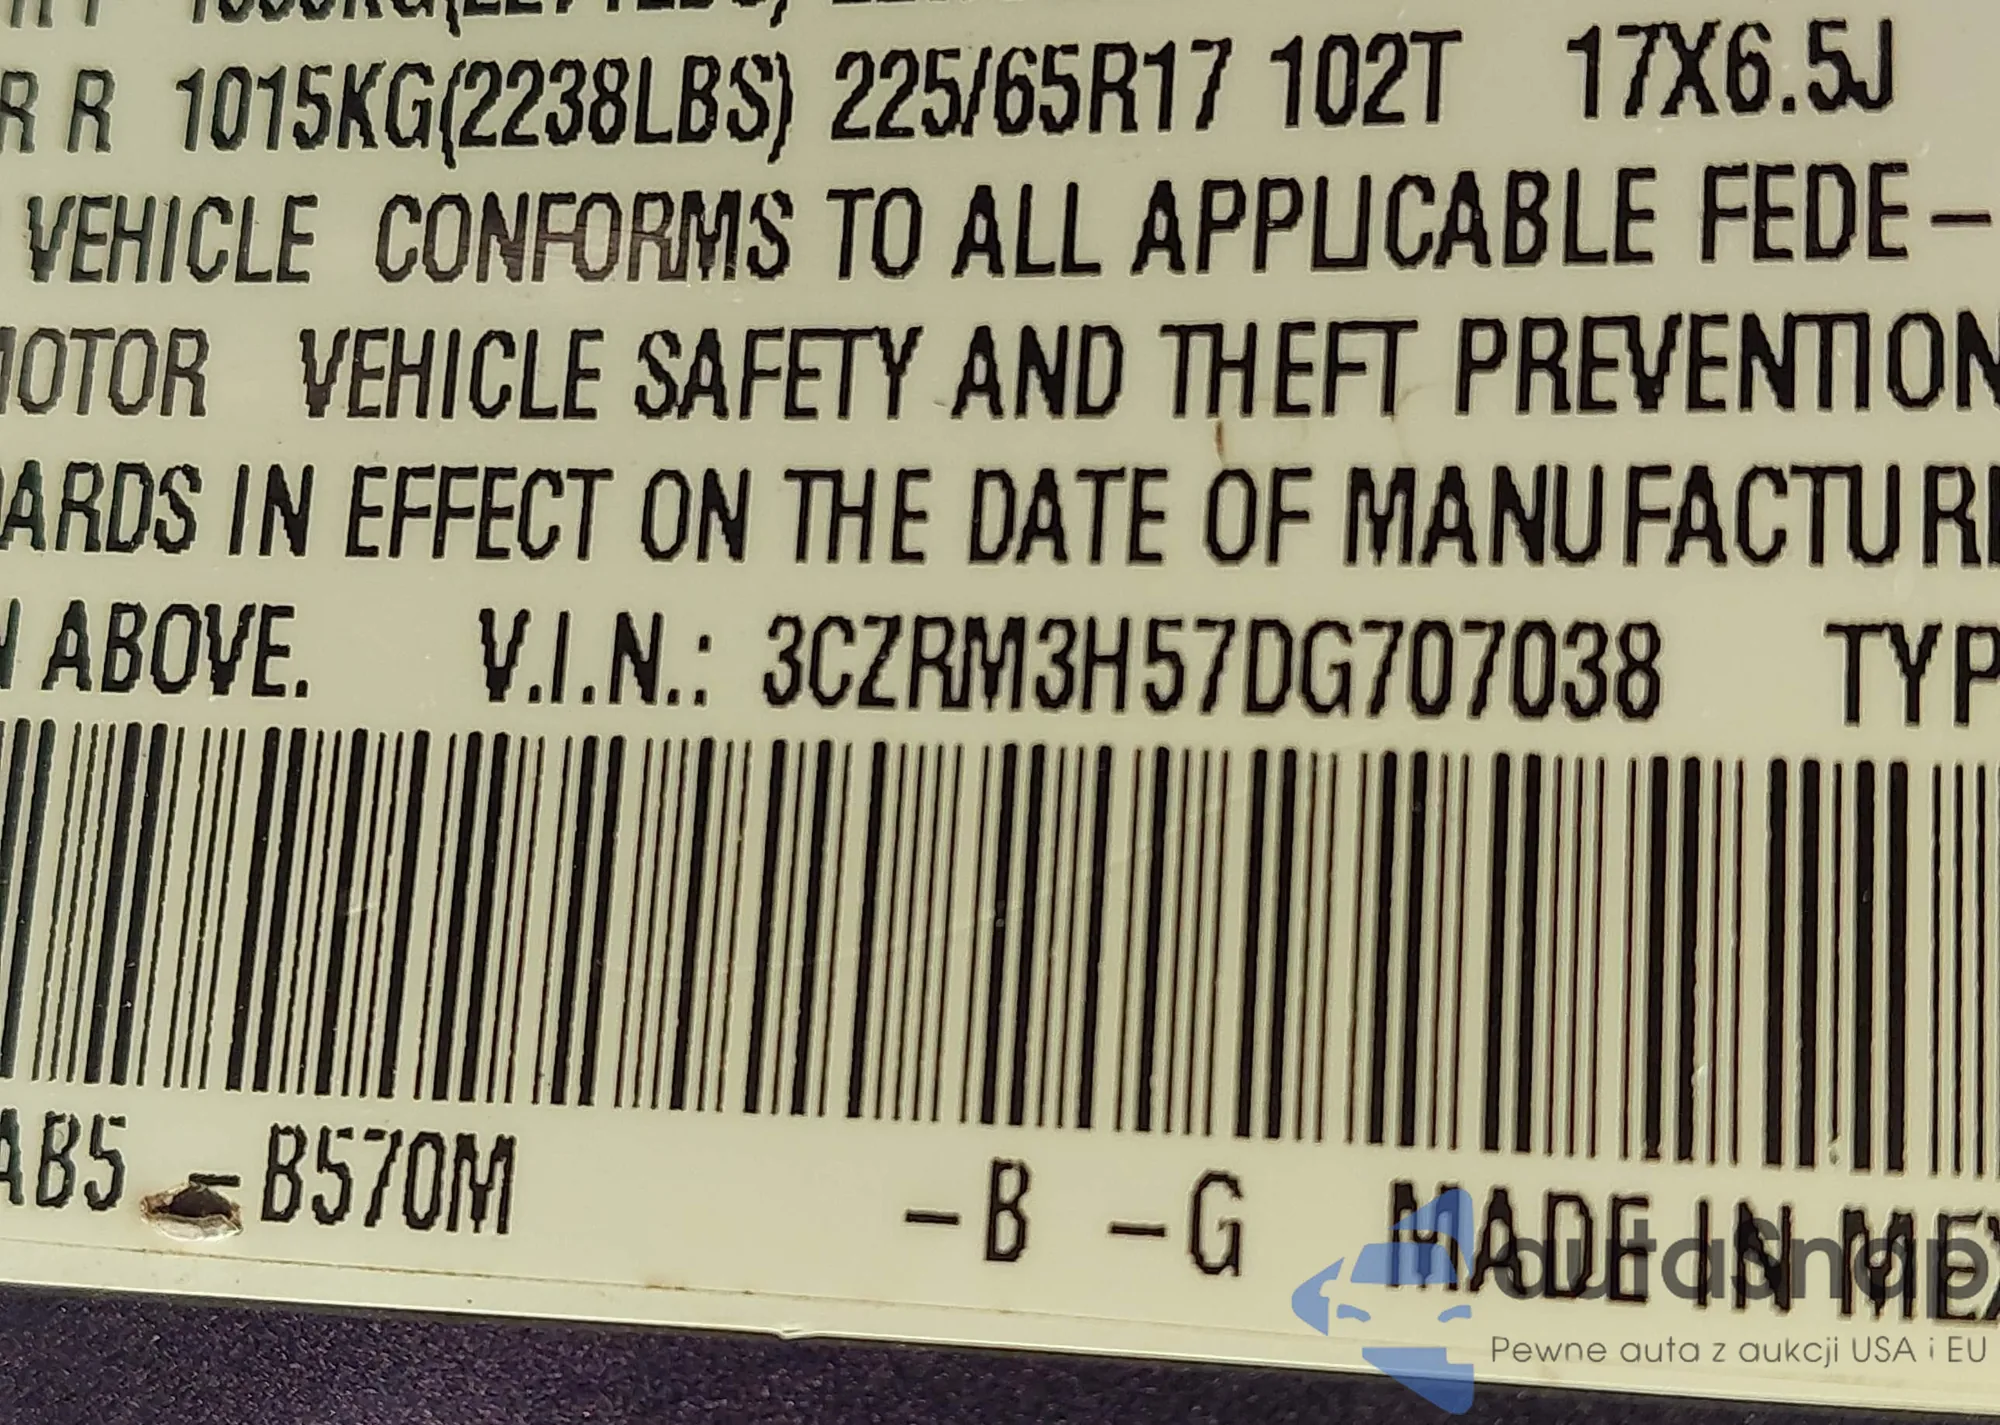 R R 1015KG(2238LBS) 225/65R17 102T 17X6.5J
VEHICLE CONFORMS TO ALL APPLICABLE FEDE-
MOTOR VEHICLE SAFETY AND THEFT PREVENTION
ARDS IN EFFECT ON THE DATE OF MANUFACTUR
N ABOVE. V.I.N.: 3CZRM3H57DG707038 TYP
AB5 - B570M -B -G MADE IN MEX
autasnap
Pewne auta z aukcji USA i EU